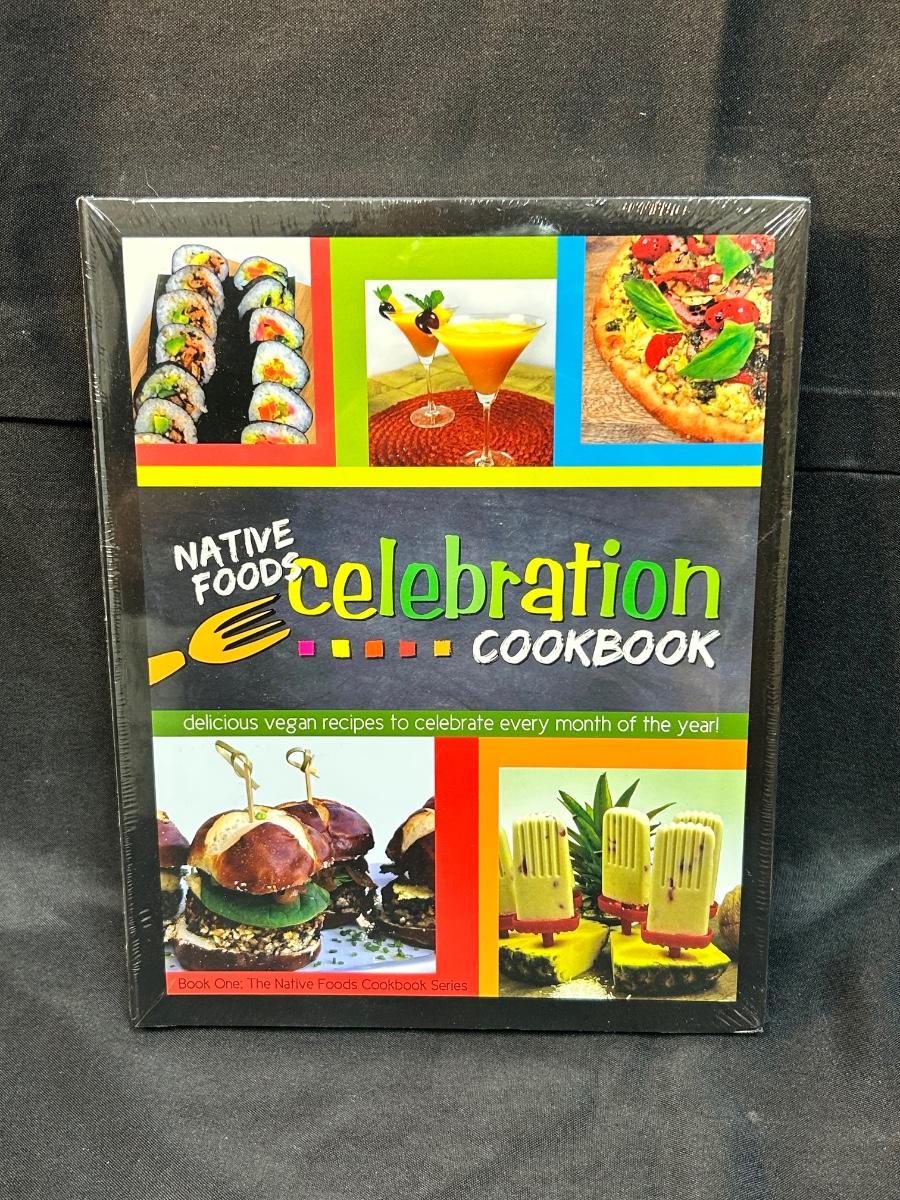 NATIVE
FOODS
celebration
COOKBOOK
delicious vegan recipes to celebrate every month of the year!
Book One: The Native Foods Cookbook Series